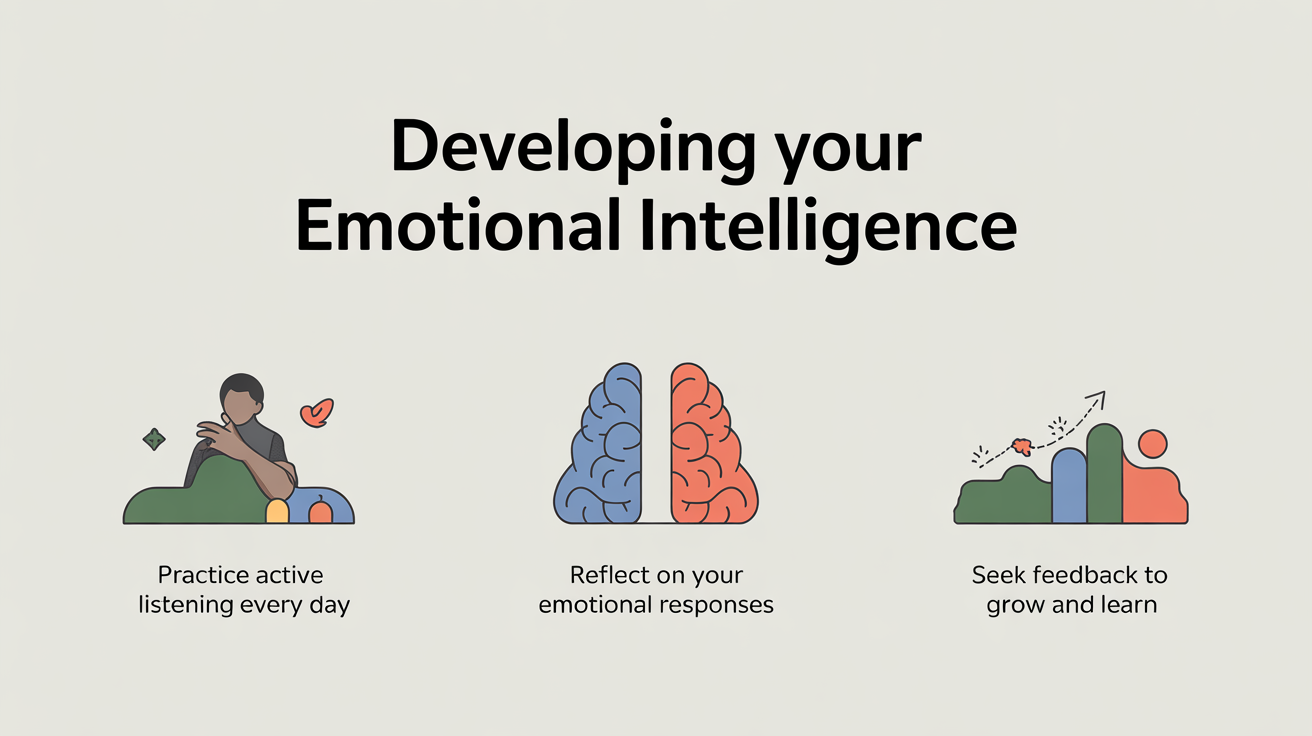 Developing your
Emotional Intelligence
Practice active
listening every day
Reflect on your
emotional responses
Seek feedback to
grow and learn